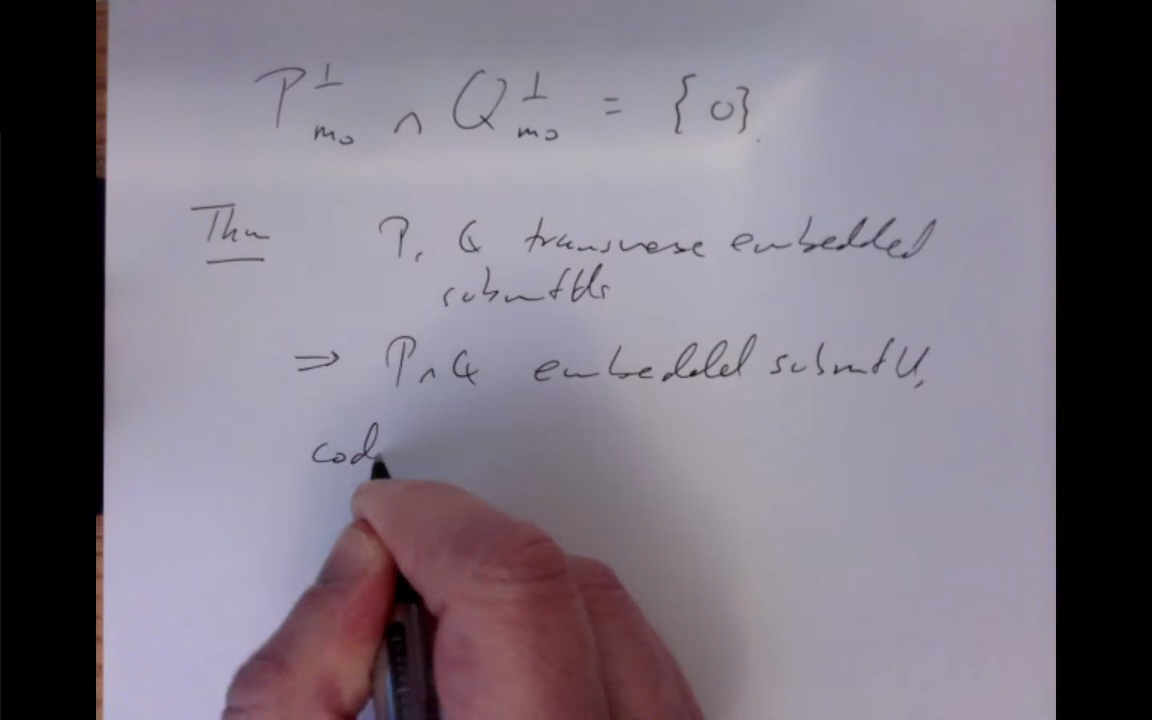 P⊥m₀ ∩ Q⊥m₀ = {0}.
Thm P, Q transverse embedded
submflds
⇒ P∩Q embedded submfld,
cod